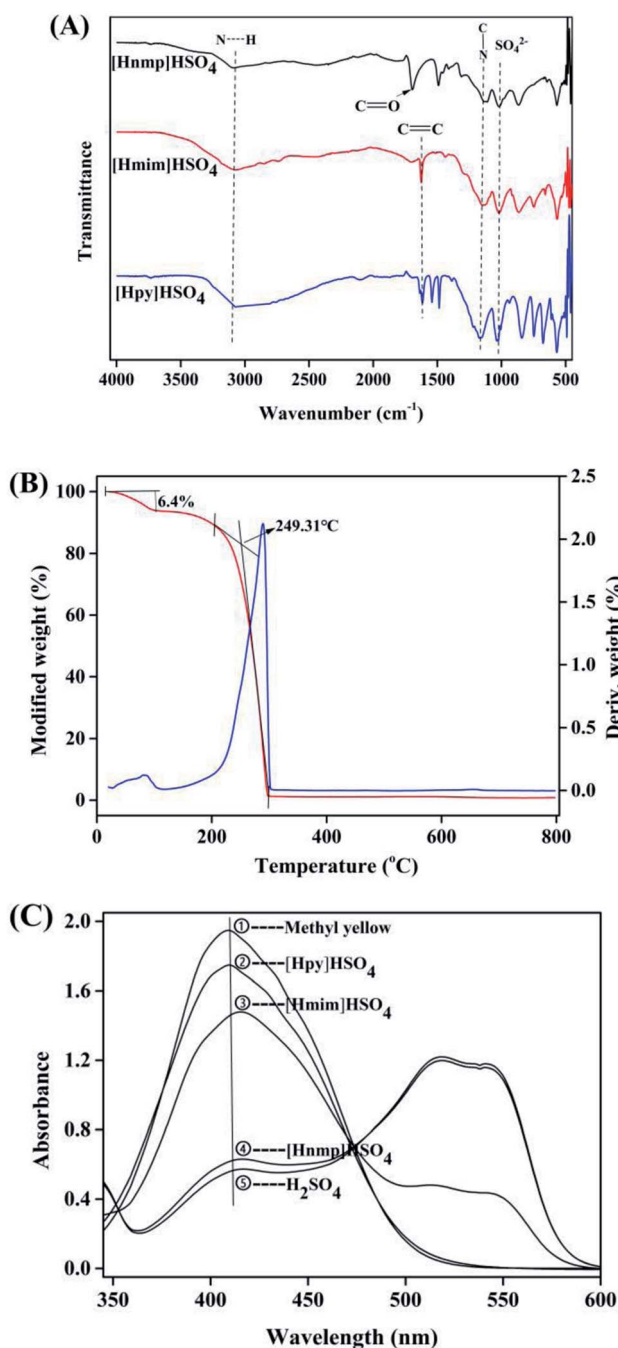 (A)
N----H
C
N
SO₄²⁻
[Hnmp]HSO₄
C=O
C=C
[Hmim]HSO₄
[Hpy]HSO₄
Transmittance
4000 3500 3000 2500 2000 1500 1000 500
Wavenumber (cm⁻¹)
(B)
100
80
60
40
20
0
6.4%
249.31°C
2.5
2.0
1.5
1.0
0.5
0.0
Modified weight (%)
Deriv. weight (%)
0 200 400 600 800
Temperature (°C)
(C)
2.0
1.6
1.2
0.8
0.4
0.0
① ----Methyl yellow
② ----[Hpy]HSO₄
③ ----[Hmim]HSO₄
④ ----[Hnmp]HSO₄
⑤ ----H₂SO₄
Absorbance
350 400 450 500 550 600
Wavelength (nm)